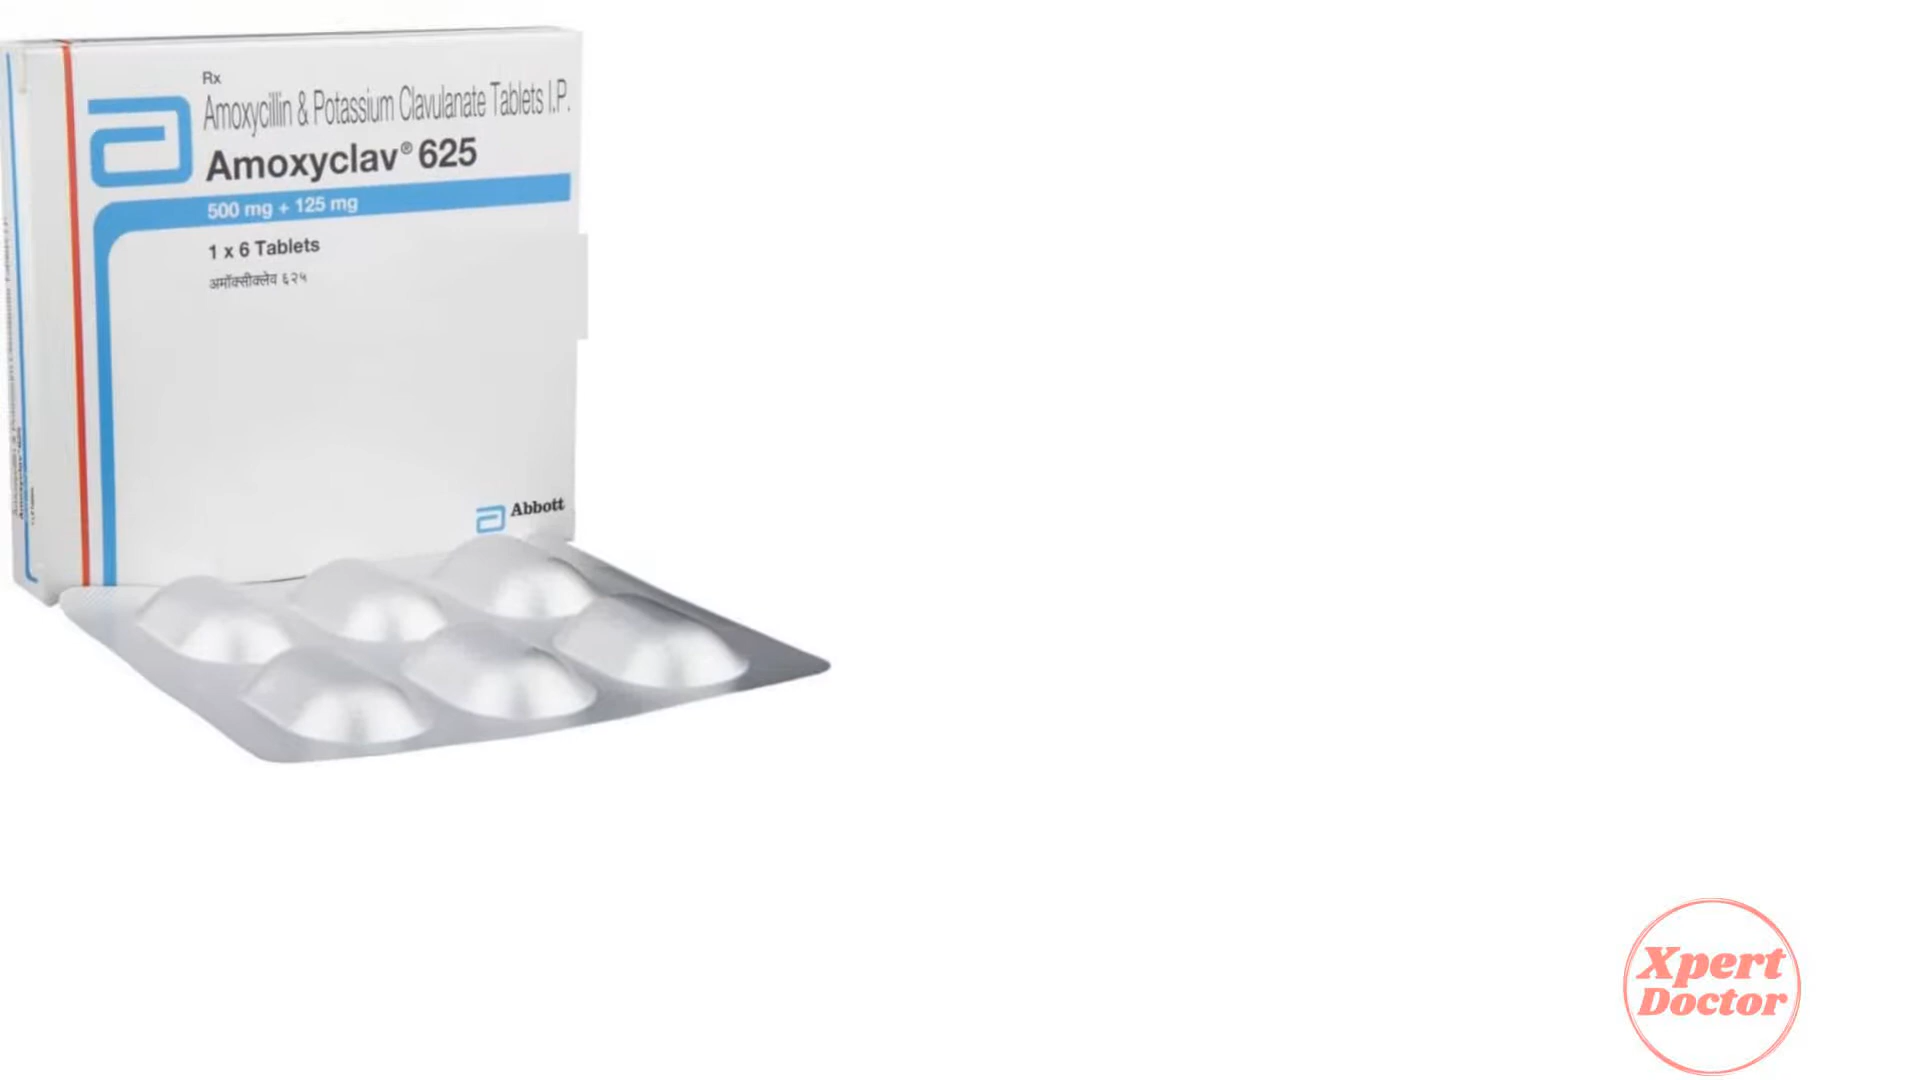 Rx
Amoxycillin & Potassium Clavulanate Tablets I.P.
Amoxyclav® 625
500 mg + 125 mg
1 x 6 Tablets
अमॉक्सीक्लेव ६२५
Abbott
Xpert
Doctor